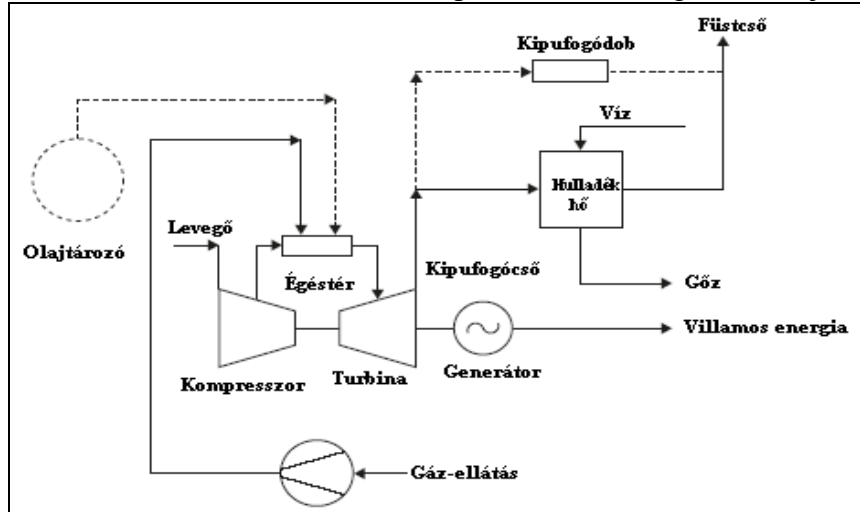 Füstcső
Kipufogódob
Víz
Hulladék
hő
Levegő
Olajtározó
Égéstér
Kipufogócső
Gőz
Villamos energia
Kompresszor
Turbina
Generátor
Gáz-ellátás